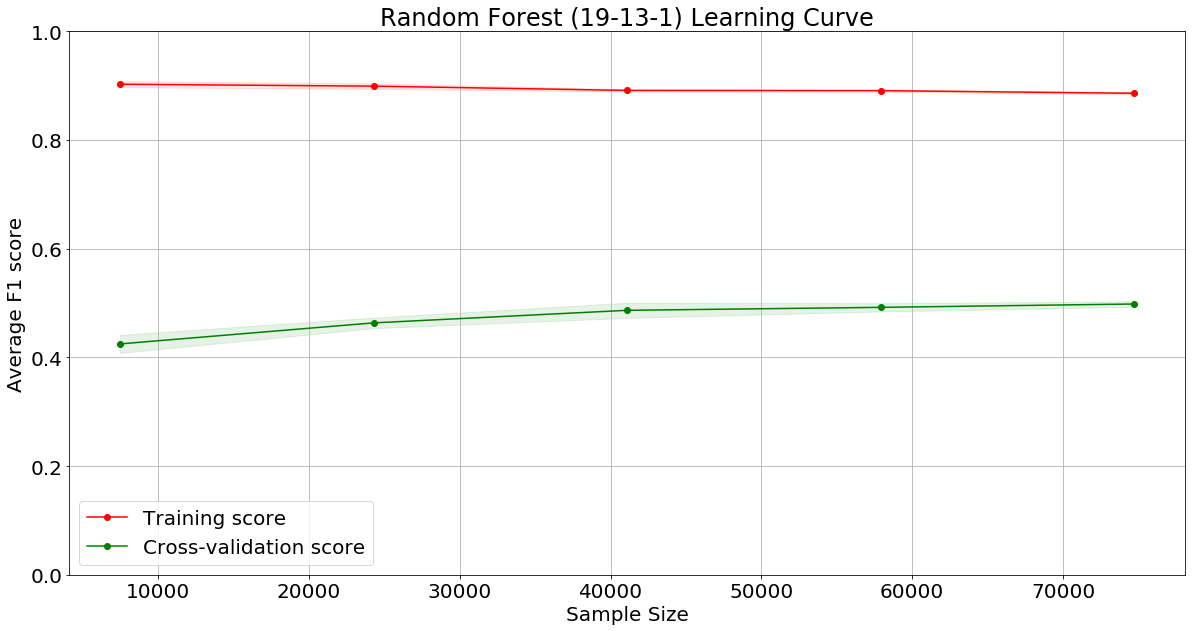 Random Forest (19-13-1) Learning Curve
1.0
0.8
0.6
0.4
0.2
0.0
Average F1 score
Training score
Cross-validation score
10000 20000 30000 40000 50000 60000 70000
Sample Size